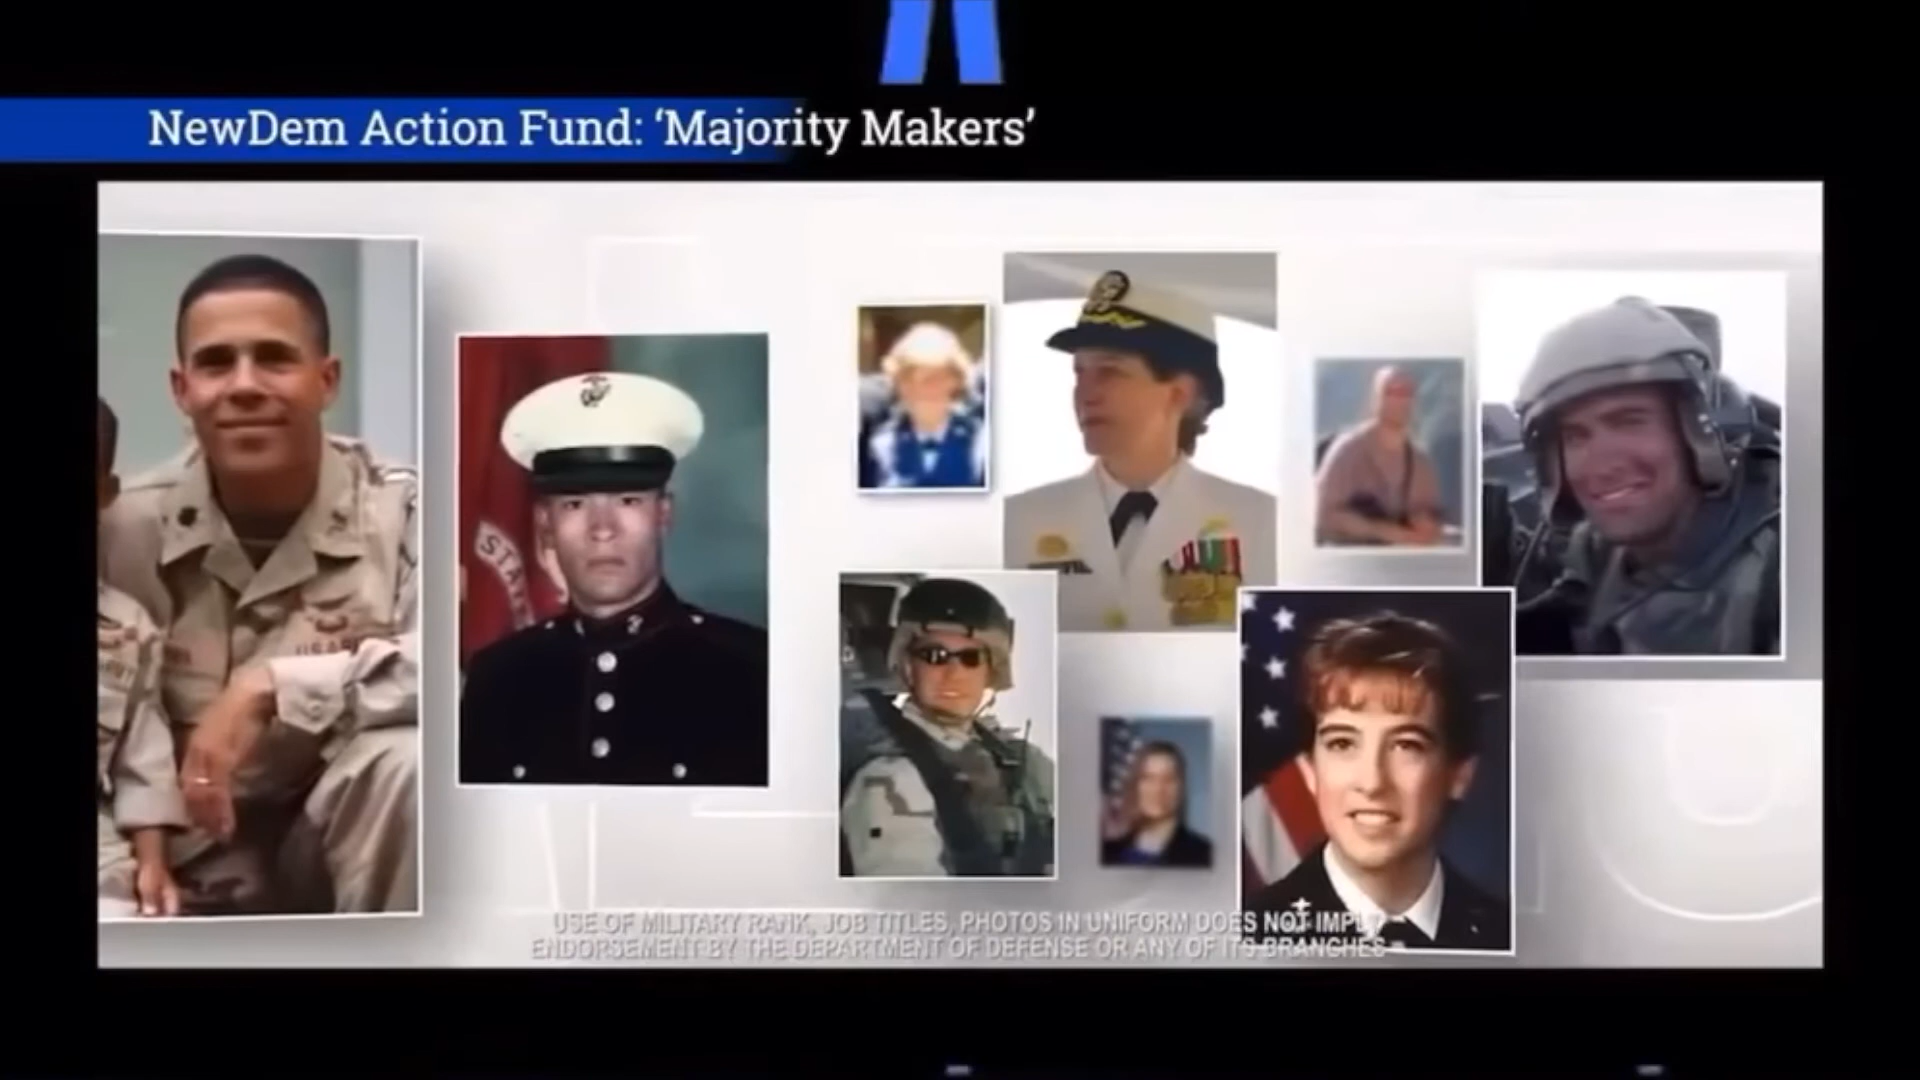 NewDem Action Fund: ‘Majority Makers’
USE OF MILITARY RANK, JOB TITLES, PHOTOS IN UNIFORM DOES NOT IMPLY
ENDORSEMENT BY THE DEPARTMENT OF DEFENSE OR ANY OF ITS BRANCHES